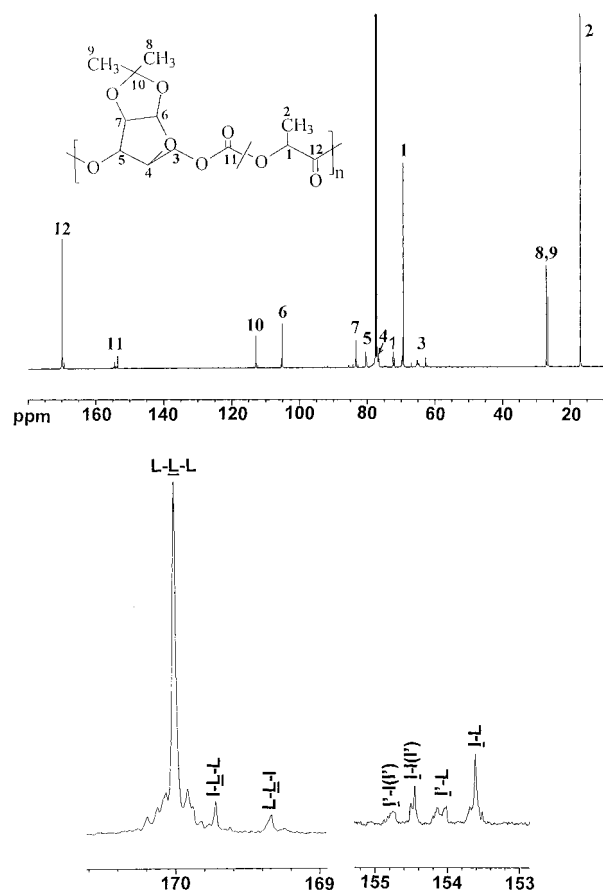 9
8
2
CH₃
CH₃
10
O
O
7
6
2
CH₃
O
O
5
O
O
O
1
12
n
4
3
11
O
1
12
8,9
6
10
7
5
4
1
3
11
ppm
160
140
120
100
80
60
40
20
L-L-L
I-L-L
L-L-I
I'-I(I')
I-I(I')
I'-L
I-L
170
169
155
154
153